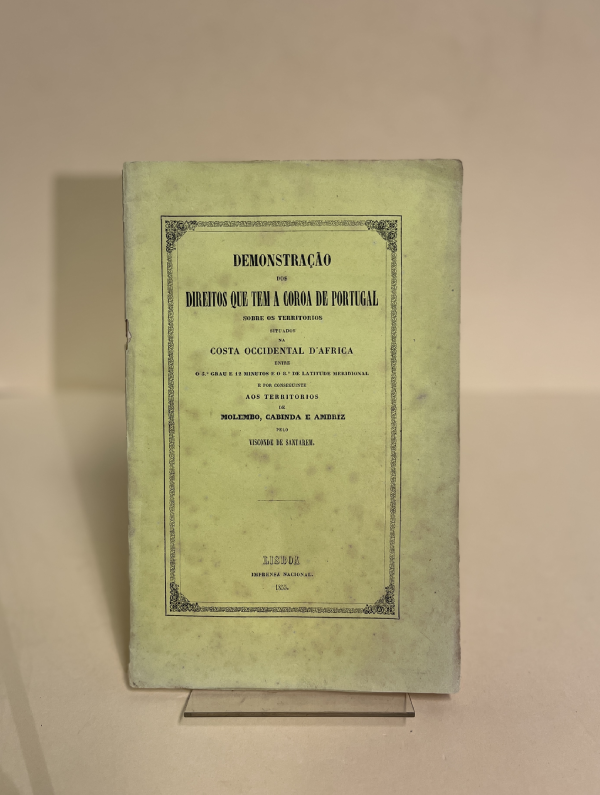 DEMONSTRAÇÃO
DOS
DIREITOS QUE TEM A COROA DE PORTUGAL
SOBRE OS TERRITORIOS
SITUADOS
NA
COSTA OCCIDENTAL D'AFRICA
ENTRE
O 5.º GRAU E 12 MINUTOS E O 8.º DE LATITUDE MERIDIONAL
E POR CONSEGUINTE
AOS TERRITORIOS
DE
MOLEMBO, CABINDA E AMBRIZ
PELO
VISCONDE DE SANTAREM.
LISBOA
IMPRENSA NACIONAL.
1855.